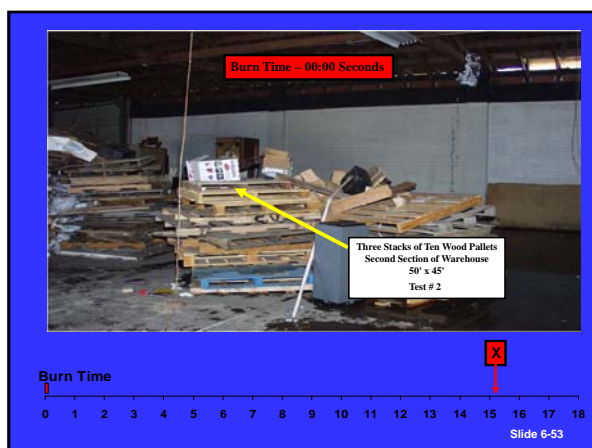 Burn Time – 00:00 Seconds
Three Stacks of Ten Wood Pallets
Second Section of Warehouse
50' x 45'
Test # 2
X
Burn Time
0 1 2 3 4 5 6 7 8 9 10 11 12 13 14 15 16 17 18
Slide 6-53